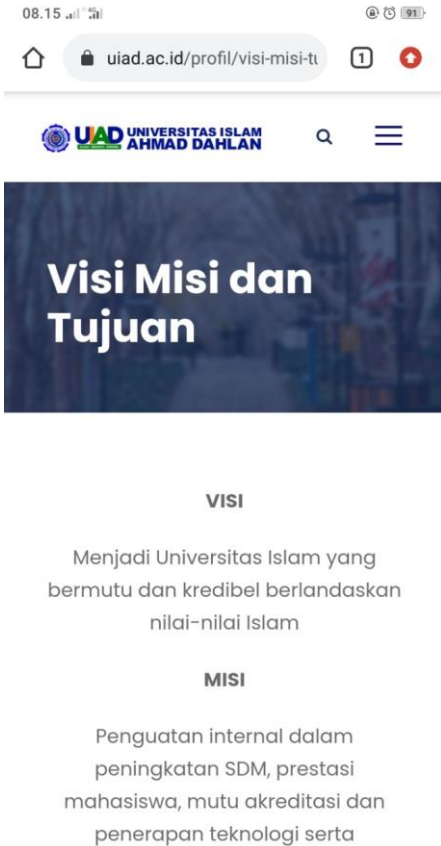 08.15
91
uiad.ac.id/profil/visi-misi-tu
1
UIAD UNIVERSITAS ISLAM
AHMAD DAHLAN
Visi Misi dan
Tujuan
VISI
Menjadi Universitas Islam yang
bermutu dan kredibel berlandaskan
nilai-nilai Islam
MISI
Penguatan internal dalam
peningkatan SDM, prestasi
mahasiswa, mutu akreditasi dan
penerapan teknologi serta